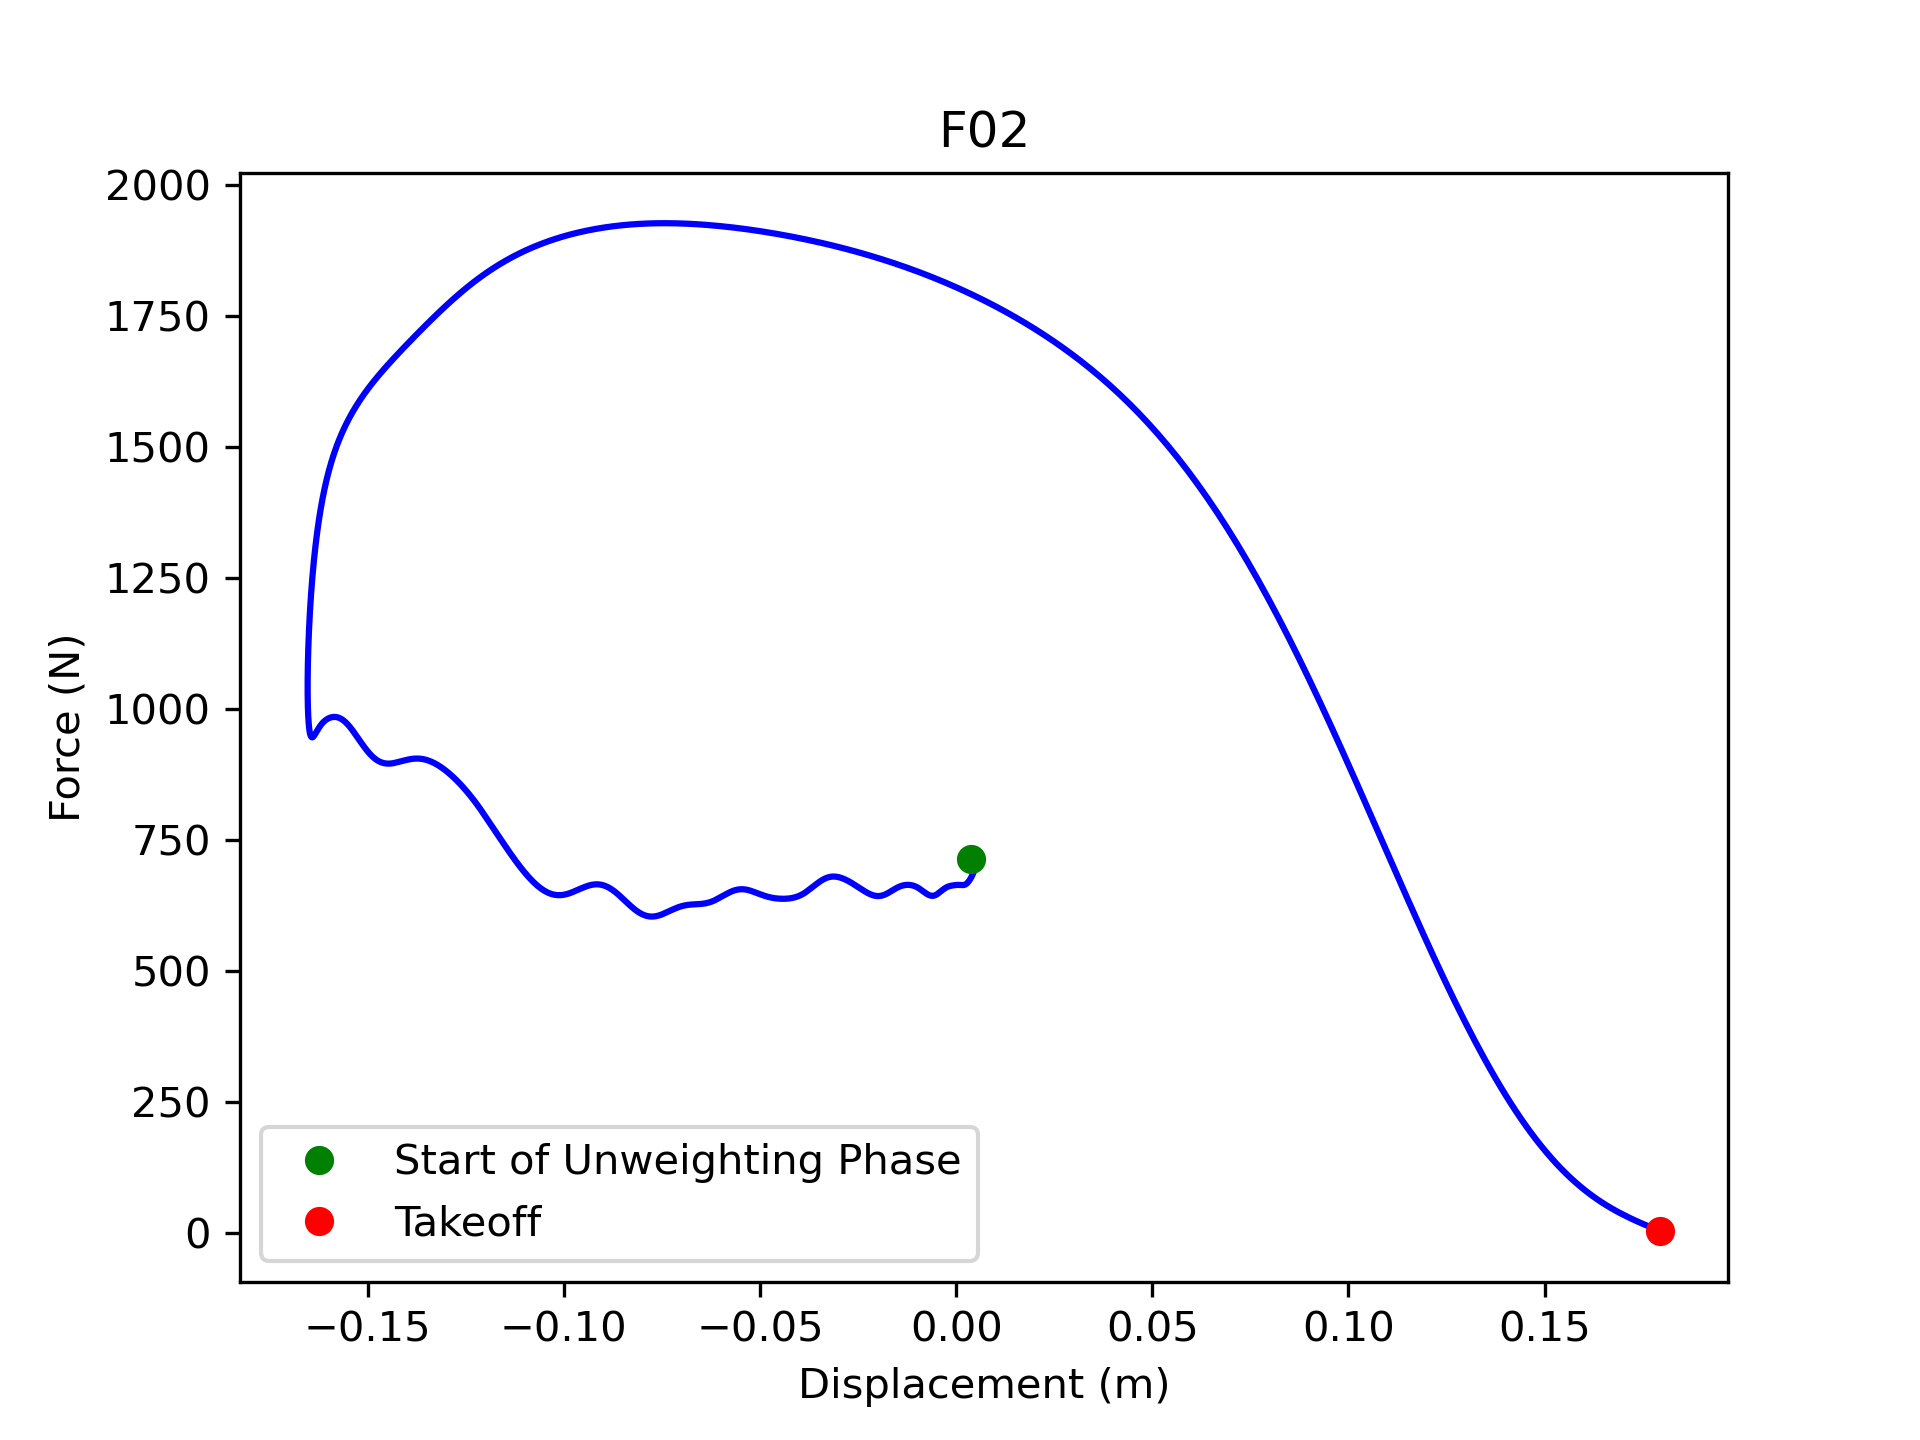 F02
2000
1750
1500
1250
1000
750
500
250
0
Force (N)
Start of Unweighting Phase
Takeoff
−0.15 −0.10 −0.05 0.00 0.05 0.10 0.15
Displacement (m)